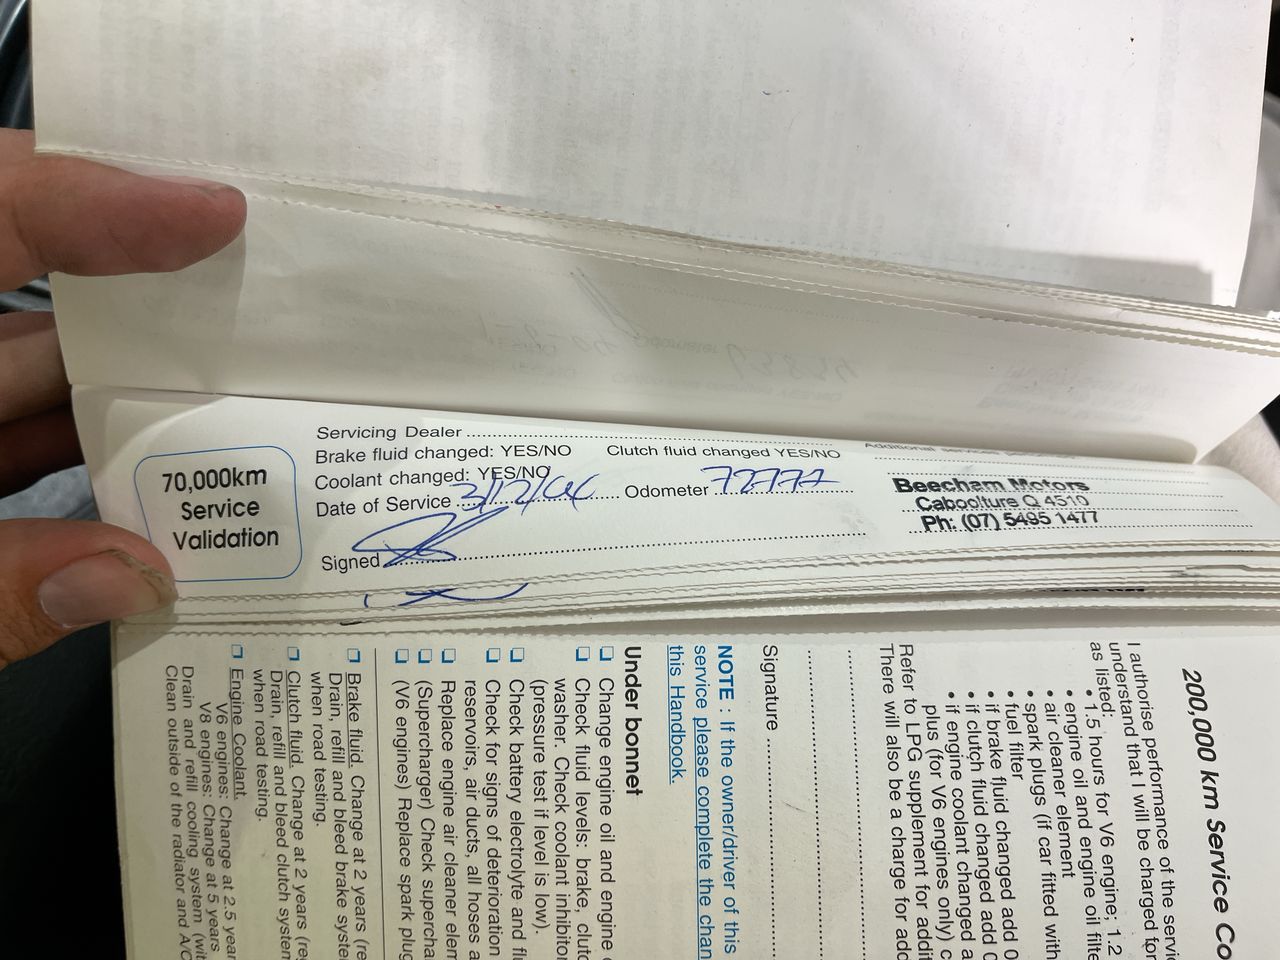 70,000km
Service
Validation
Servicing Dealer
Brake fluid changed: YES/NO Clutch fluid changed YES/NO
Coolant changed: YES/NO
Date of Service 3/12/04 Odometer 72777
Signed
Beecham Motors
Caboolture Q 4510
Ph: (07) 5495 1477
200,000 km Service Co
I authorise performance of the servi
understand that I will be charged for
as listed:
• 1.5 hours for V6 engine; 1.2
• engine oil and engine oil filte
• air cleaner element
• spark plugs (if car fitted with
• fuel filter
• if brake fluid changed add 0
• if clutch fluid changed add 0
• if engine coolant changed a
plus (for V6 engines only) c
Refer to LPG supplement for addit
There will also be a charge for add
Signature
NOTE : If the owner/driver of this
service please complete the chan
this Handbook.
Under bonnet
❑ Change engine oil and engine o
❑ Check fluid levels: brake, clutc
washer. Check coolant inhibitor
(pressure test if level is low).
❑ Check battery electrolyte and fl
❑ Check for signs of deterioration
reservoirs, air ducts, all hoses a
❑ Replace engine air cleaner elem
❑ (Supercharger) Check supercha
❑ (V6 engines) Replace spark plug
❑ Brake fluid. Change at 2 years (re
Drain, refill and bleed brake syste
when road testing.
❑ Clutch fluid. Change at 2 years (reg
Drain, refill and bleed clutch system
when road testing.
❑ Engine Coolant.
V6 engines: Change at 2.5 year
V8 engines: Change at 5 years
Drain and refill cooling system (wit
Clean outside of the radiator and A/C